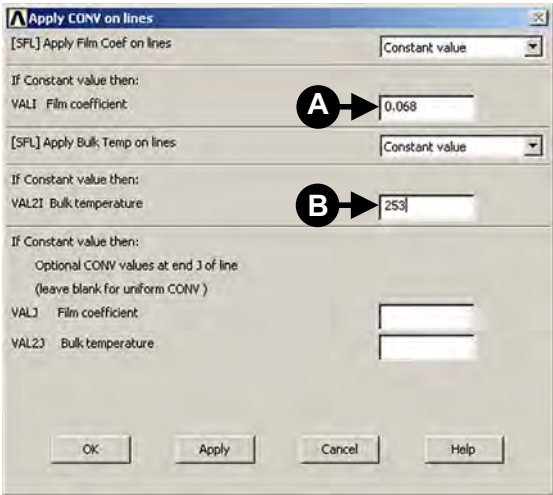 Apply CONV on lines
[SFL] Apply Film Coef on lines Constant value
If Constant value then:
VALI Film coefficient A 0.068
[SFL] Apply Bulk Temp on lines Constant value
If Constant value then:
VAL2I Bulk temperature B 253
If Constant value then:
Optional CONV values at end J of line
(leave blank for uniform CONV )
VALJ Film coefficient
VAL2J Bulk temperature
OK Apply Cancel Help